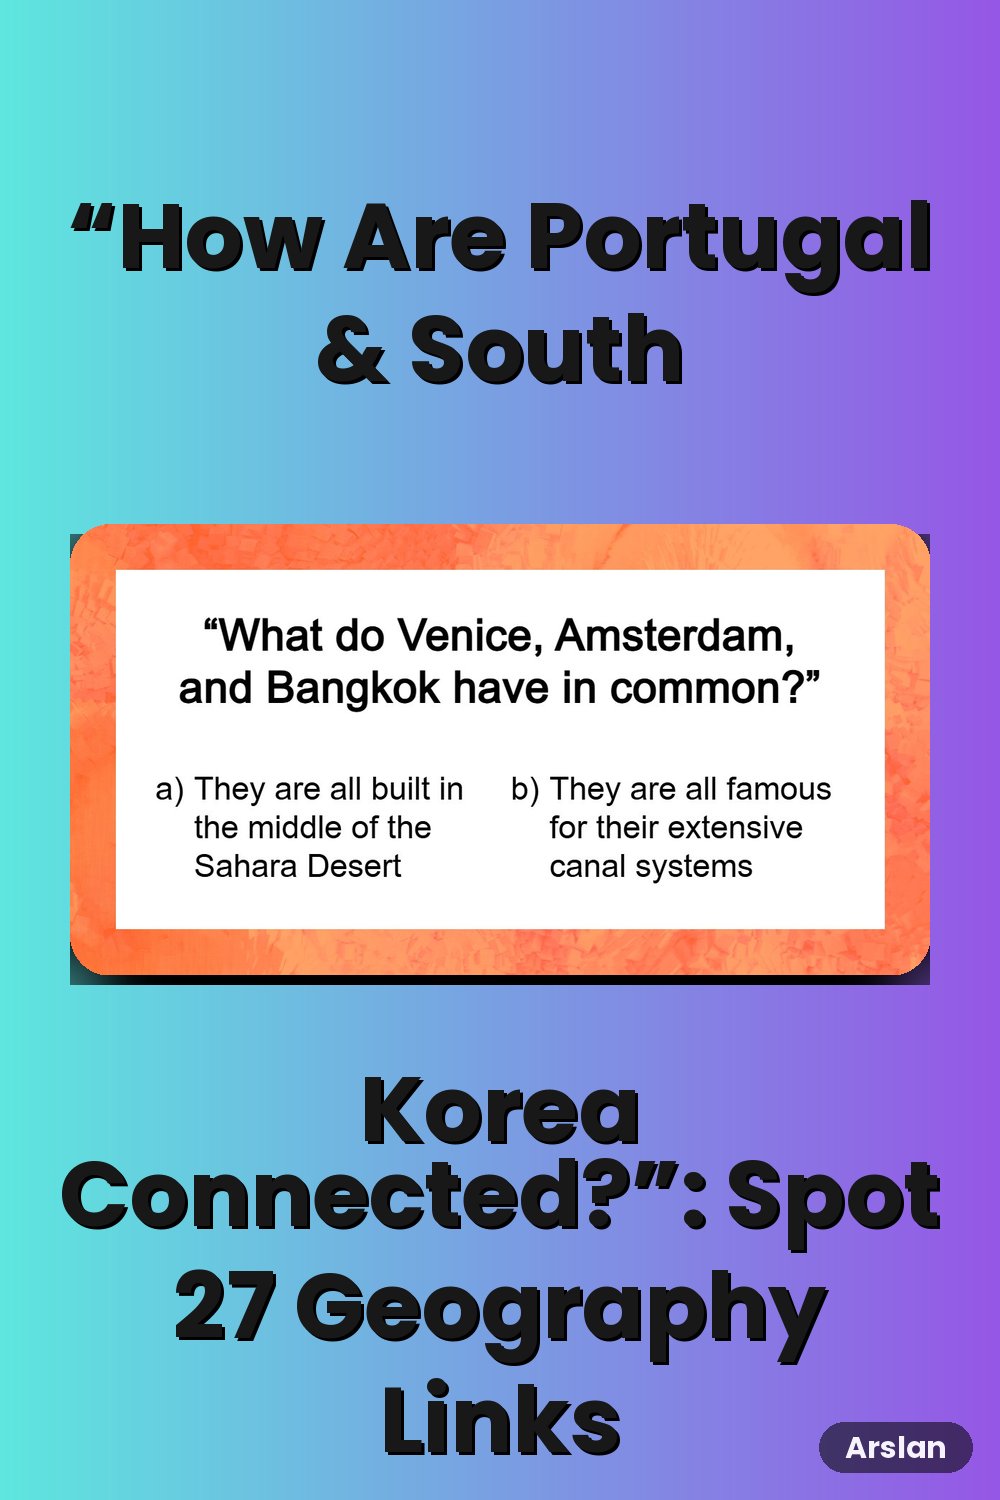 “How Are Portugal
& South
“What do Venice, Amsterdam,
and Bangkok have in common?”
a) They are all built in
the middle of the
Sahara Desert
b) They are all famous
for their extensive
canal systems
Korea
Connected?”: Spot
27 Geography
Links
Arslan